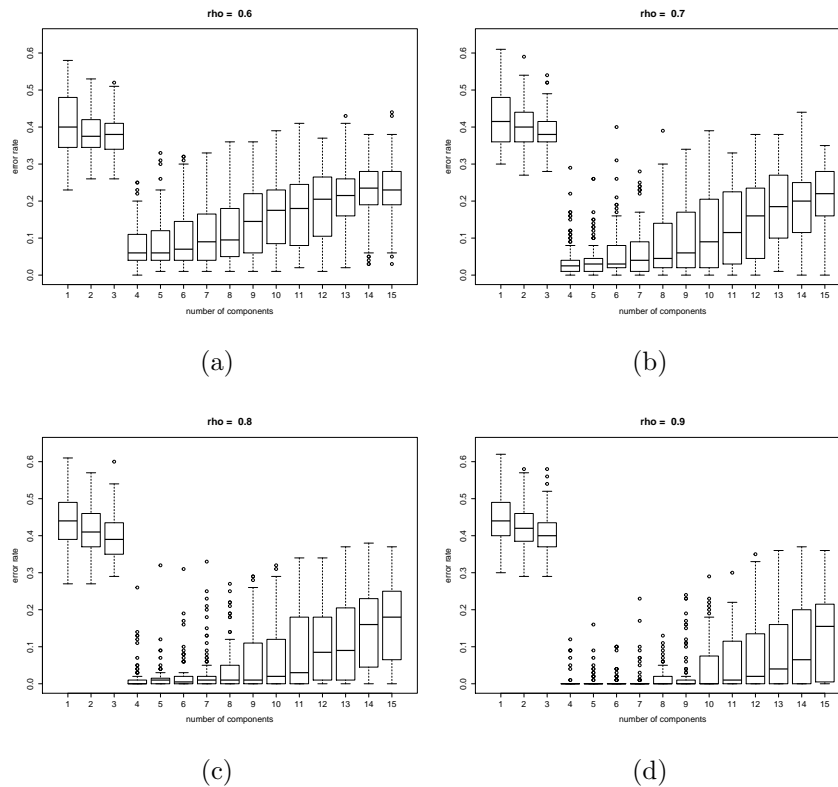 rho = 0.6
error rate
0.0 0.1 0.2 0.3 0.4 0.5 0.6
1 2 3 4 5 6 7 8 9 10 11 12 13 14 15
number of components
(a)
rho = 0.7
error rate
0.0 0.1 0.2 0.3 0.4 0.5 0.6
1 2 3 4 5 6 7 8 9 10 11 12 13 14 15
number of components
(b)
rho = 0.8
error rate
0.0 0.1 0.2 0.3 0.4 0.5 0.6
1 2 3 4 5 6 7 8 9 10 11 12 13 14 15
number of components
(c)
rho = 0.9
error rate
0.0 0.1 0.2 0.3 0.4 0.5 0.6
1 2 3 4 5 6 7 8 9 10 11 12 13 14 15
number of components
(d)